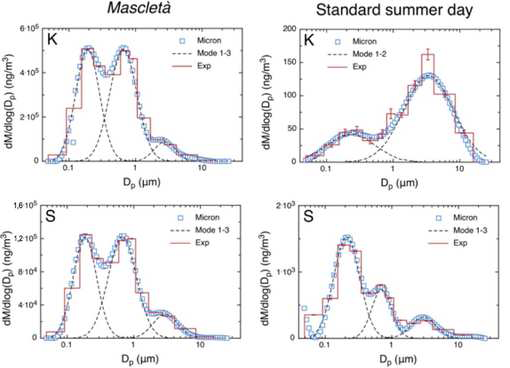 Mascletà
Standard summer day
K
Micron
Mode 1-3
Exp
6·10⁵
4·10⁵
2·10⁵
0
dM/dlog(Dₚ) (ng/m³)
0.1
1
10
Dₚ (µm)
K
Micron
Mode 1-2
Exp
200
150
100
50
0
dM/dlog(Dₚ) (ng/m³)
0.1
1
10
Dₚ (µm)
S
Micron
Mode 1-3
Exp
1,6·10⁵
1.2·10⁵
8·10⁴
4·10⁴
0
dM/dlog(Dₚ) (ng/m³)
0.1
1
10
Dₚ (µm)
S
Micron
Mode 1-3
Exp
2·10³
1·10³
0
dM/dlog(Dₚ) (ng/m³)
0.1
1
10
Dₚ (µm)